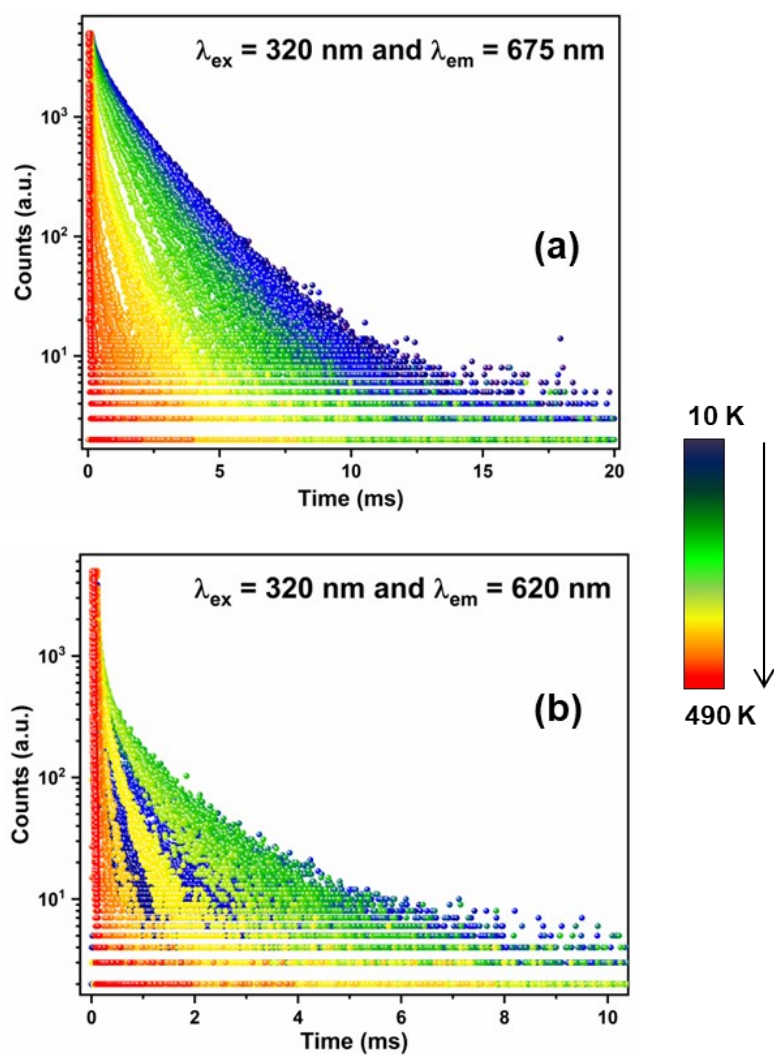 λex = 320 nm and λem = 675 nm
(a)
Counts (a.u.)
10³
10²
10¹
0 5 10 15 20
Time (ms)
10 K
490 K
λex = 320 nm and λem = 620 nm
(b)
Counts (a.u.)
10³
10²
10¹
0 2 4 6 8 10
Time (ms)